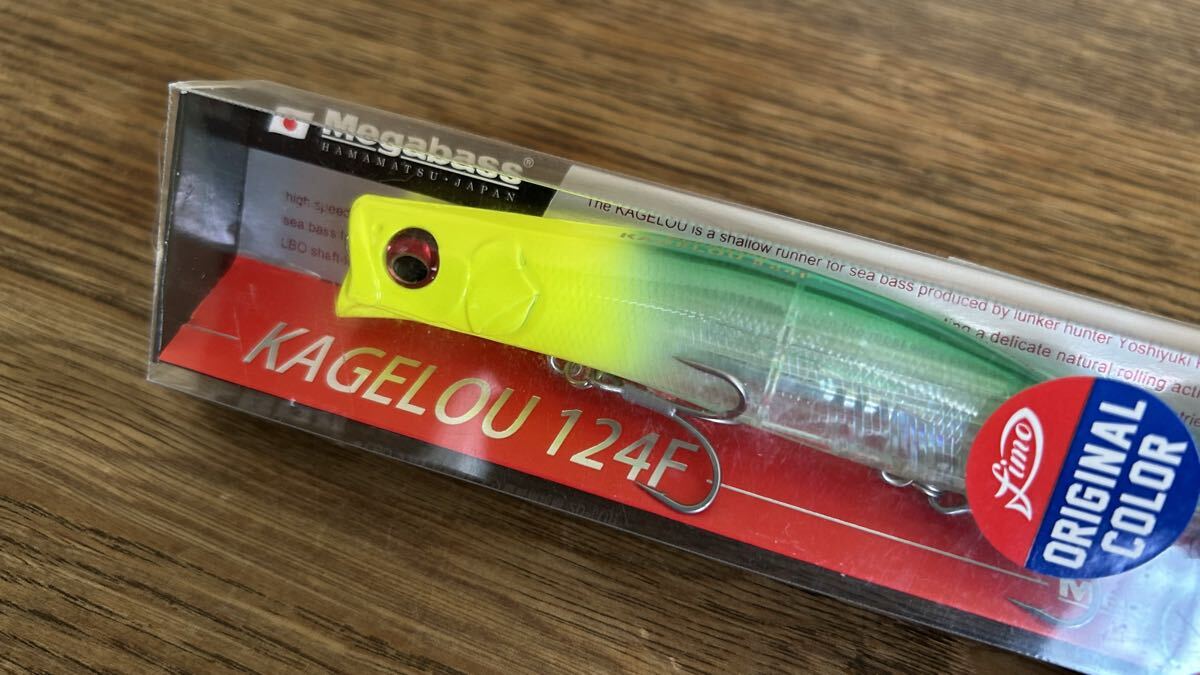 Megabass®
HAMAMATSU・JAPAN
high speed
sea bass
LBO shaft-
The KAGELOU is a shallow runner for sea bass produced by lunker hunter Yoshiyuki
a delicate natural rolling
KAGELOU 124F
Fimo
ORIGINAL
COLOR